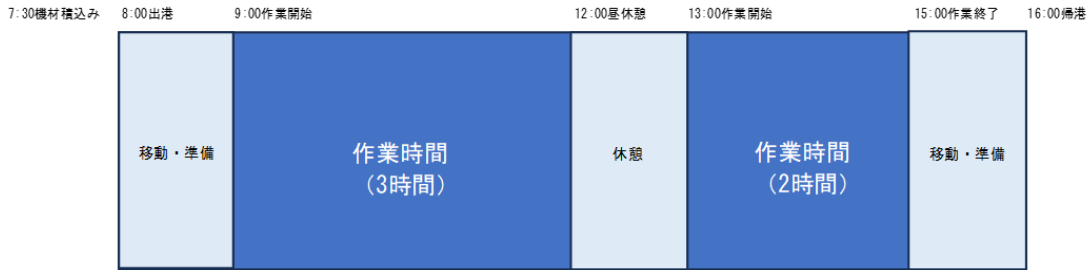 7:30機材積込み 8:00出港 9:00作業開始 12:00昼休憩 13:00作業開始 15:00作業終了 16:00帰港
移動・準備 作業時間 休憩 作業時間 移動・準備
（3時間） （2時間）